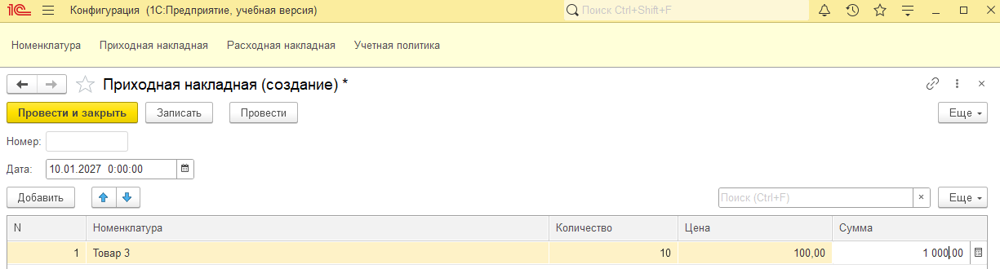 1С Конфигурация (1С:Предприятие, учебная версия) Поиск Ctrl+Shift+F
Номенклатура Приходная накладная Расходная накладная Учетная политика
Приходная накладная (создание) *
Провести и закрыть Записать Провести Еще
Номер:
Дата: 10.01.2027 0:00:00
Добавить Поиск (Ctrl+F) × Еще
N Номенклатура Количество Цена Сумма
1 Товар 3 10 100,00 1 000,00